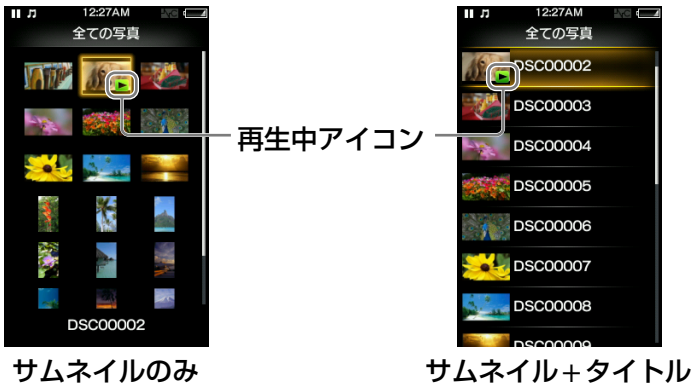 12:27AM
全ての写真
DSC00002
サムネイルのみ
再生中アイコン
12:27AM
全ての写真
DSC00002
DSC00003
DSC00004
DSC00005
DSC00006
DSC00007
DSC00008
DSC00009
サムネイル＋タイトル